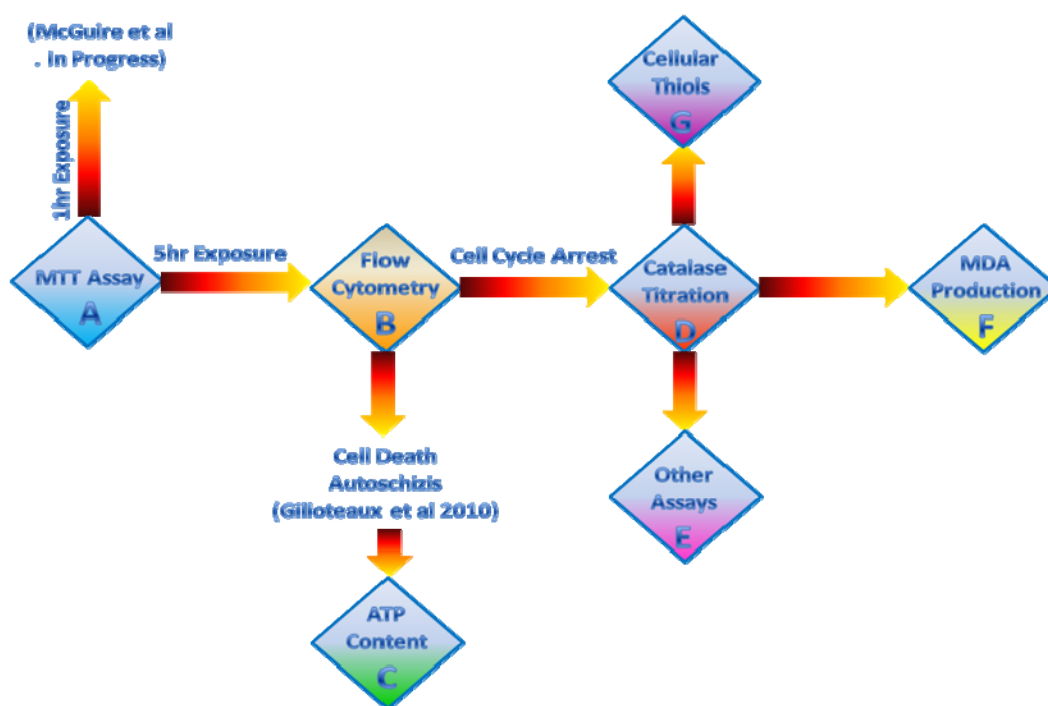 (McGuire et al
. In Progress)
1hr Exposure
MTT Assay
A
5hr Exposure
Flow
Cytometry
B
Cell Cycle Arrest
Cellular
Thiols
G
Catalase
Titration
D
MDA
Production
F
Cell Death
Autoschizis
(Gilloteaux et al 2010)
Other
Assays
E
ATP
Content
C